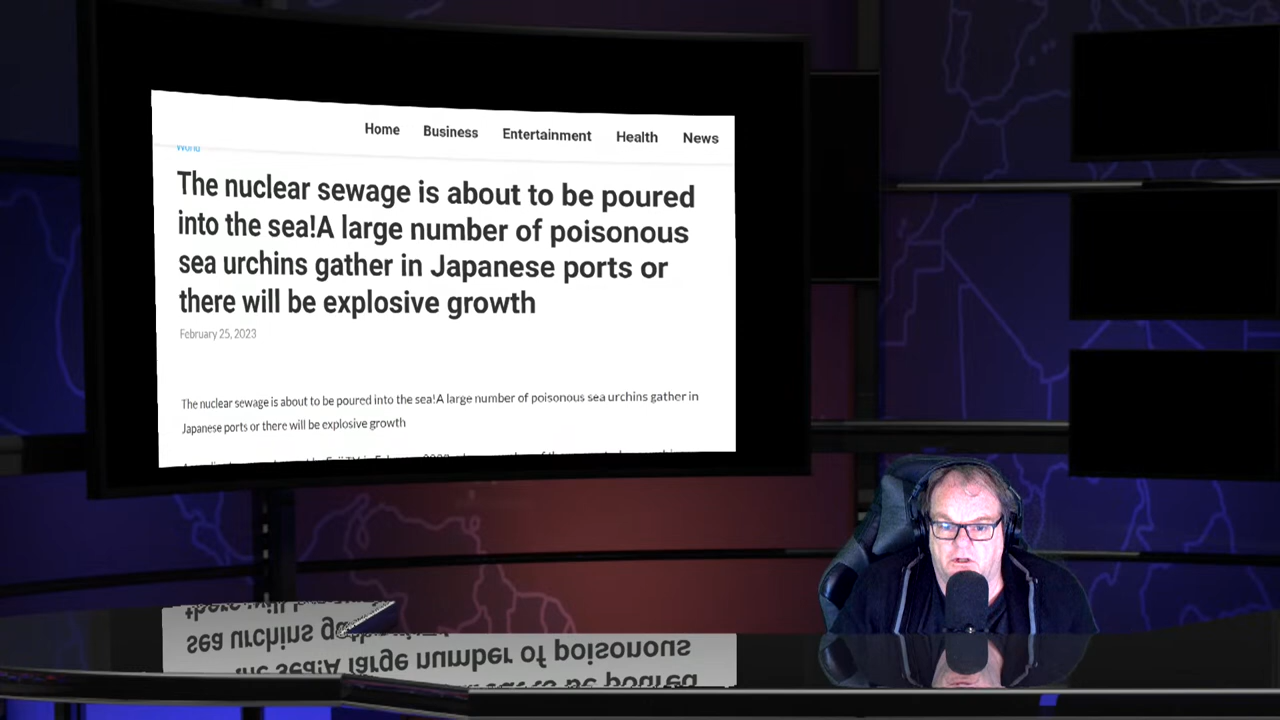 Home Business Entertainment Health News
World
The nuclear sewage is about to be poured
into the sea!A large number of poisonous
sea urchins gather in Japanese ports or
there will be explosive growth
February 25, 2023
The nuclear sewage is about to be poured into the sea!A large number of poisonous sea urchins gather in
Japanese ports or there will be explosive growth